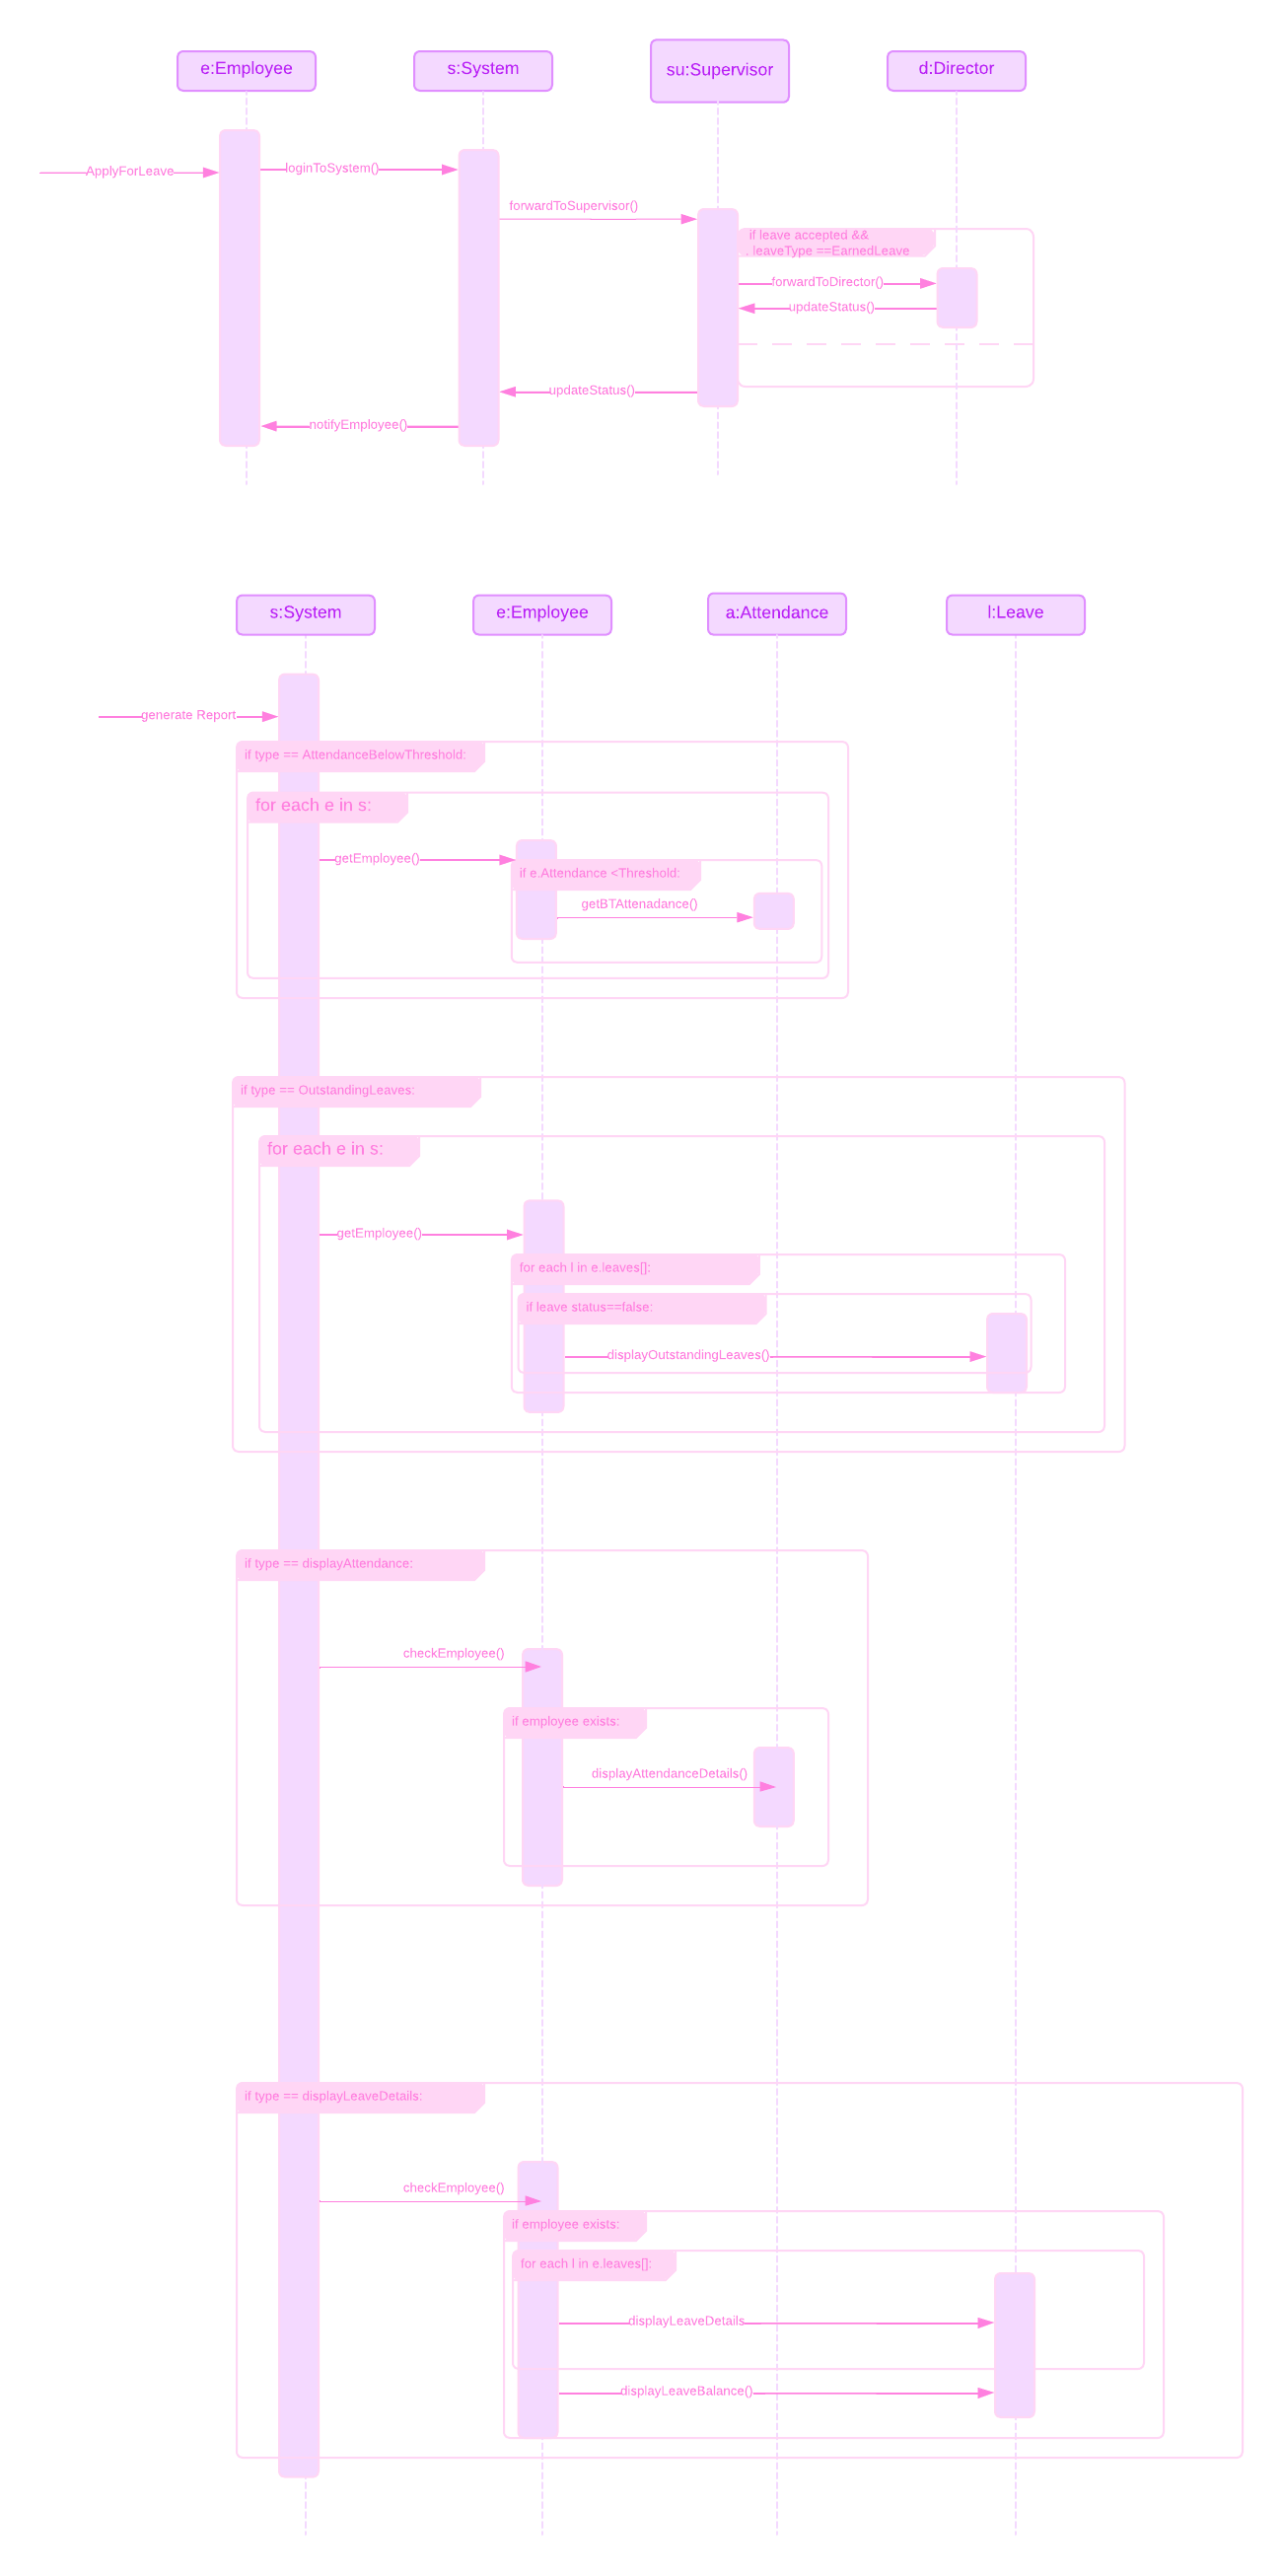 e:Employee
s:System
su:Supervisor
d:Director
ApplyForLeave
loginToSystem()
forwardToSupervisor()
if leave accepted &&
leaveType ==EarnedLeave
forwardToDirector()
updateStatus()
updateStatus()
notifyEmployee()
s:System
e:Employee
a:Attendance
l:Leave
generate Report
if type == AttendanceBelowThreshold:
for each e in s:
getEmployee()
if e.Attendance <Threshold:
getBTAttenadance()
if type == OutstandingLeaves:
for each e in s:
getEmployee()
for each l in e.leaves[]:
if leave status==false:
displayOutstandingLeaves()
if type == displayAttendance:
checkEmployee()
if employee exists:
displayAttendanceDetails()
if type == displayLeaveDetails:
checkEmployee()
if employee exists:
for each l in e.leaves[]:
displayLeaveDetails
displayLeaveBalance()